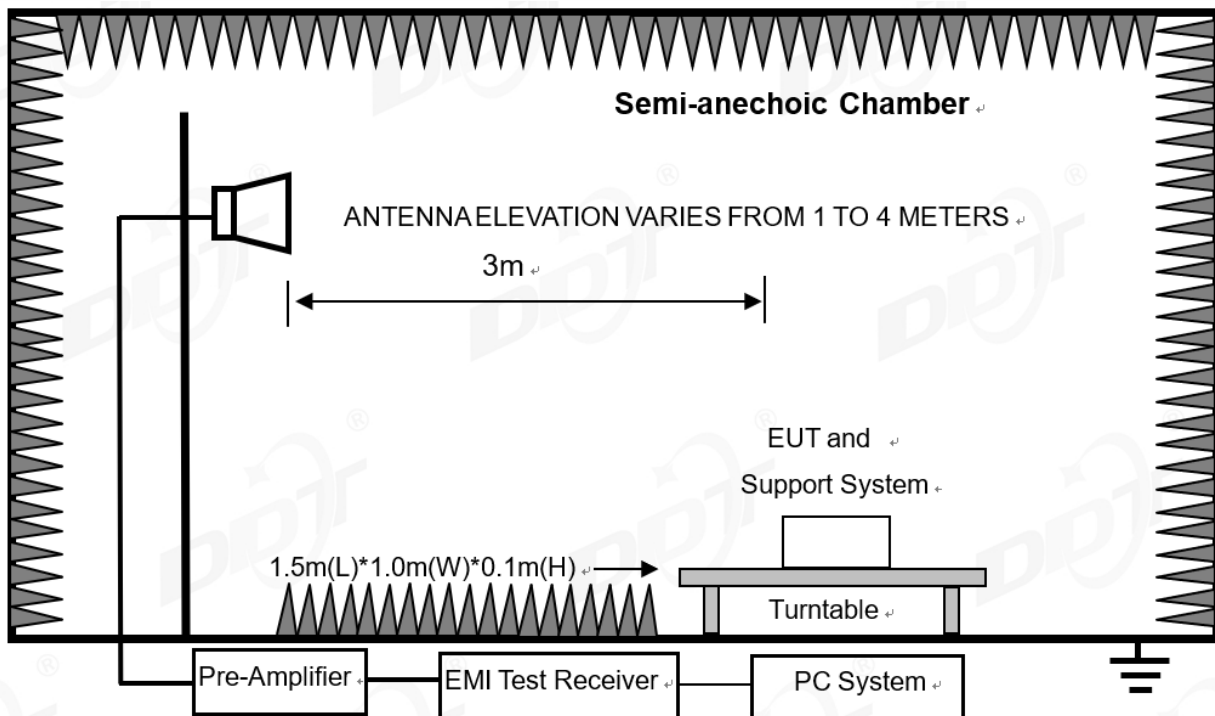 Semi-anechoic Chamber
ANTENNA ELEVATION VARIES FROM 1 TO 4 METERS
3m
EUT and
Support System
1.5m(L)*1.0m(W)*0.1m(H)
Turntable
Pre-Amplifier
EMI Test Receiver
PC System
DDT
®